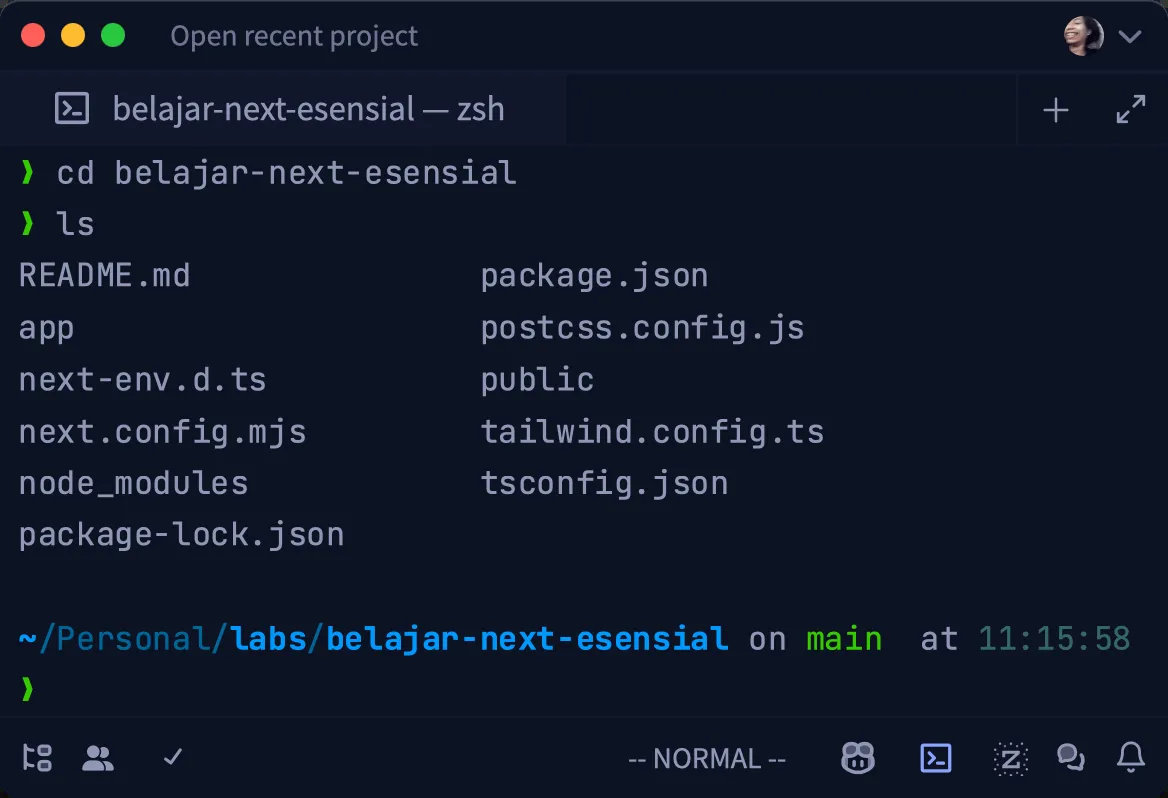 Open recent project
belajar-next-esensial — zsh
❯ cd belajar-next-esensial
❯ ls
README.md package.json
app postcss.config.js
next-env.d.ts public
next.config.mjs tailwind.config.ts
node_modules tsconfig.json
package-lock.json
~/Personal/labs/belajar-next-esensial on main at 11:15:58
❯
-- NORMAL --